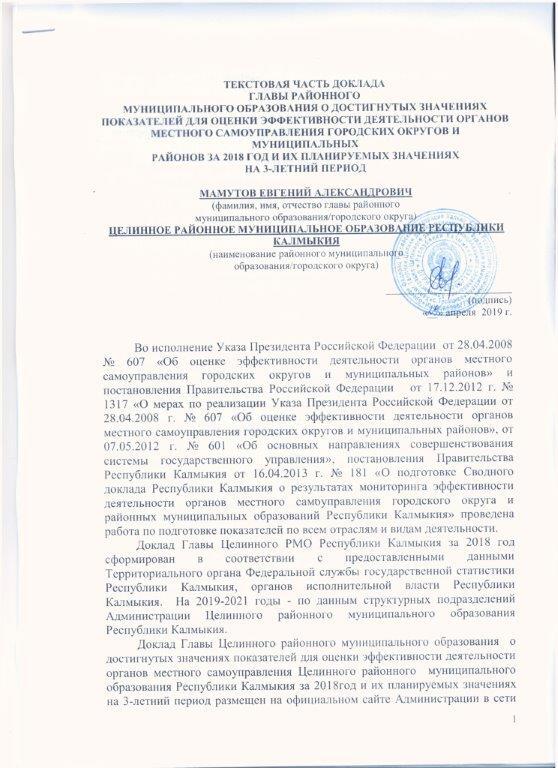 ТЕКСТОВАЯ ЧАСТЬ ДОКЛАДА
ГЛАВЫ РАЙОННОГО
МУНИЦИПАЛЬНОГО ОБРАЗОВАНИЯ О ДОСТИГНУТЫХ ЗНАЧЕНИЯХ
ПОКАЗАТЕЛЕЙ ДЛЯ ОЦЕНКИ ЭФФЕКТИВНОСТИ ДЕЯТЕЛЬНОСТИ ОРГАНОВ
МЕСТНОГО САМОУПРАВЛЕНИЯ ГОРОДСКИХ ОКРУГОВ И
МУНИЦИПАЛЬНЫХ
РАЙОНОВ ЗА 2018 ГОД И ИХ ПЛАНИРУЕМЫХ ЗНАЧЕНИЯХ
НА 3-ЛЕТНИЙ ПЕРИОД
МАМУТОВ ЕВГЕНИЙ АЛЕКСАНДРОВИЧ
(фамилия, имя, отчество главы районного
муниципального образования/городского округа)
ЦЕЛИННОЕ РАЙОННОЕ МУНИЦИПАЛЬНОЕ ОБРАЗОВАНИЕ РЕСПУБЛИКИ
КАЛМЫКИЯ
(наименование районного муниципального
образования/городского округа)
(подпись)
апреля 2019 г.
Во исполнение Указа Президента Российской Федерации от 28.04.2008
№ 607 «Об оценке эффективности деятельности органов местного
самоуправления городских округов и муниципальных районов» и
постановления Правительства Российской Федерации от 17.12.2012 г. №
1317 «О мерах по реализации Указа Президента Российской Федерации от
28.04.2008 г. № 607 «Об оценке эффективности деятельности органов
местного самоуправления городских округов и муниципальных районов», от
07.05.2012 г. № 601 «Об основных направлениях совершенствования
системы государственного управления», постановления Правительства
Республики Калмыкия от 16.04.2013 г. № 181 «О подготовке Сводного
доклада Республики Калмыкия о результатах мониторинга эффективности
деятельности органов местного самоуправления городского округа и
районных муниципальных образований Республики Калмыкия» проведена
работа по подготовке показателей по всем отраслям и видам деятельности.
Доклад Главы Целинного РМО Республики Калмыкия за 2018 год
сформирован в соответствии с предоставленными данными
Территориального органа Федеральной службы государственной статистики
Республики Калмыкия, органов исполнительной власти Республики
Калмыкия. На 2019-2021 годы - по данным структурных подразделений
Администрации Целинного районного муниципального образования
Республики Калмыкия.
Доклад Главы Целинного районного муниципального образования о
достигнутых значениях показателей для оценки эффективности деятельности
органов местного самоуправления Целинного районного муниципального
образования Республики Калмыкия за 2018год и их планируемых значениях
на 3-летний период размещен на официальном сайте Администрации в сети
1